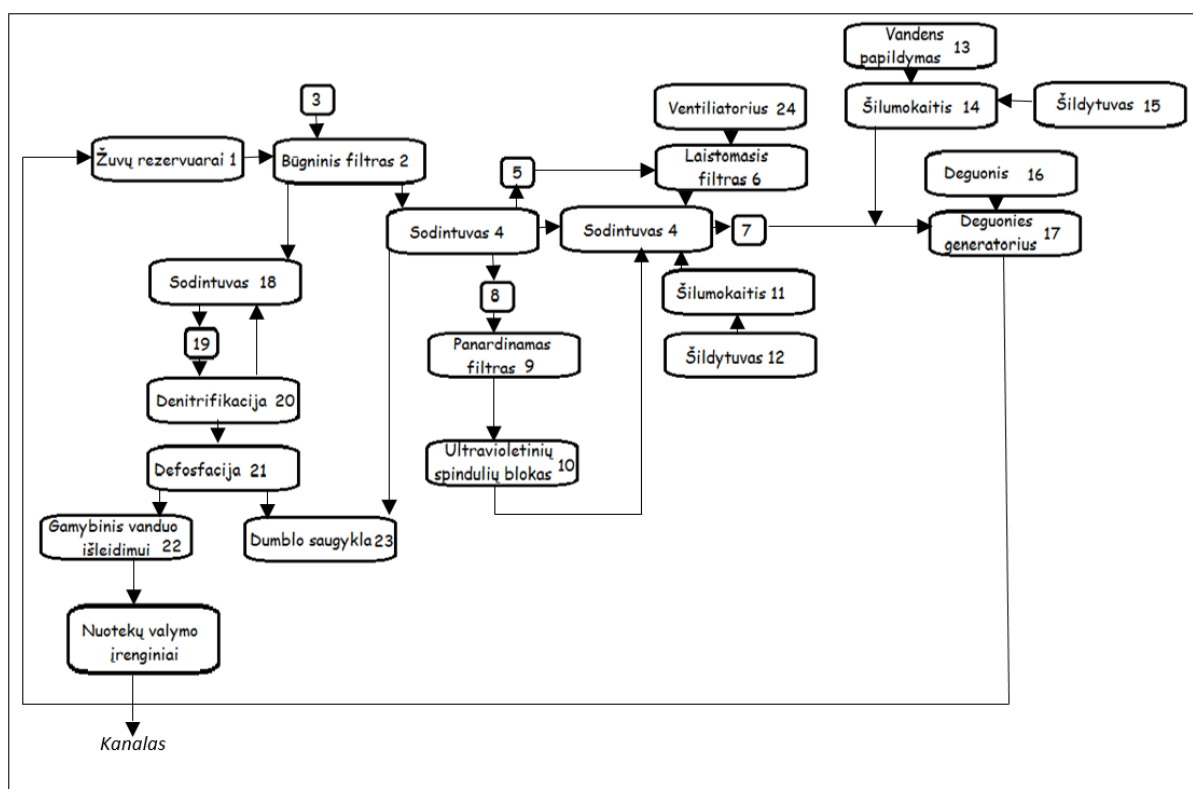 Vandens
papildymas 13
3
Ventiliatorius 24
Šilumokaitis 14
Šildytuvas 15
Žuvų rezervuarai 1
Būgninis filtras 2
5
Laistomasis
filtras 6
Deguonis 16
Sodintuvas 4
Sodintuvas 4
7
Deguonies
generatorius 17
Sodintuvas 18
8
Šilumokaitis 11
19
Panardinamas
filtras 9
Šildytuvas 12
Denitrifikacija 20
Defosfacija 21
Ultravioletinių
spindulių blokas 10
Gamybinis vanduo
išleidimui 22
Dumblo saugykla 23
Nuotekų valymo
įrenginiai
Kanalas